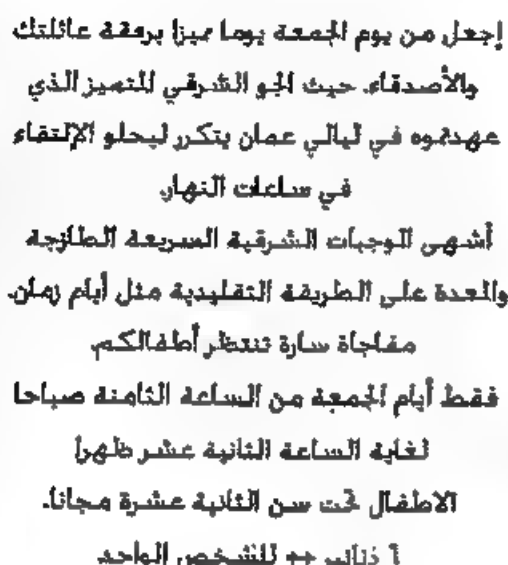 إجعل من يوم الجمعة يوما مميزا برفقة عائلتك
والأصدقاء. حيث الجو الشرقي المتميز الذي
عهدتموه في ليالي عمان يتكرر ليحلو الإلتقاء
في ساعات النهار.
أشهى الوجبات الشرقية السريعة الطازجة
والمعدة على الطريقة التقليدية مثل أيام زمان.
مفاجاة سارة تنتظر أطفالكم.
فقط أيام الجمعة من الساعة الثامنة صباحا
لغاية الساعة الثانية عشر ظهرا
الاطفال تحت سن الثانية عشرة مجانا.
٦ دنانير ++ للشخص الواحد